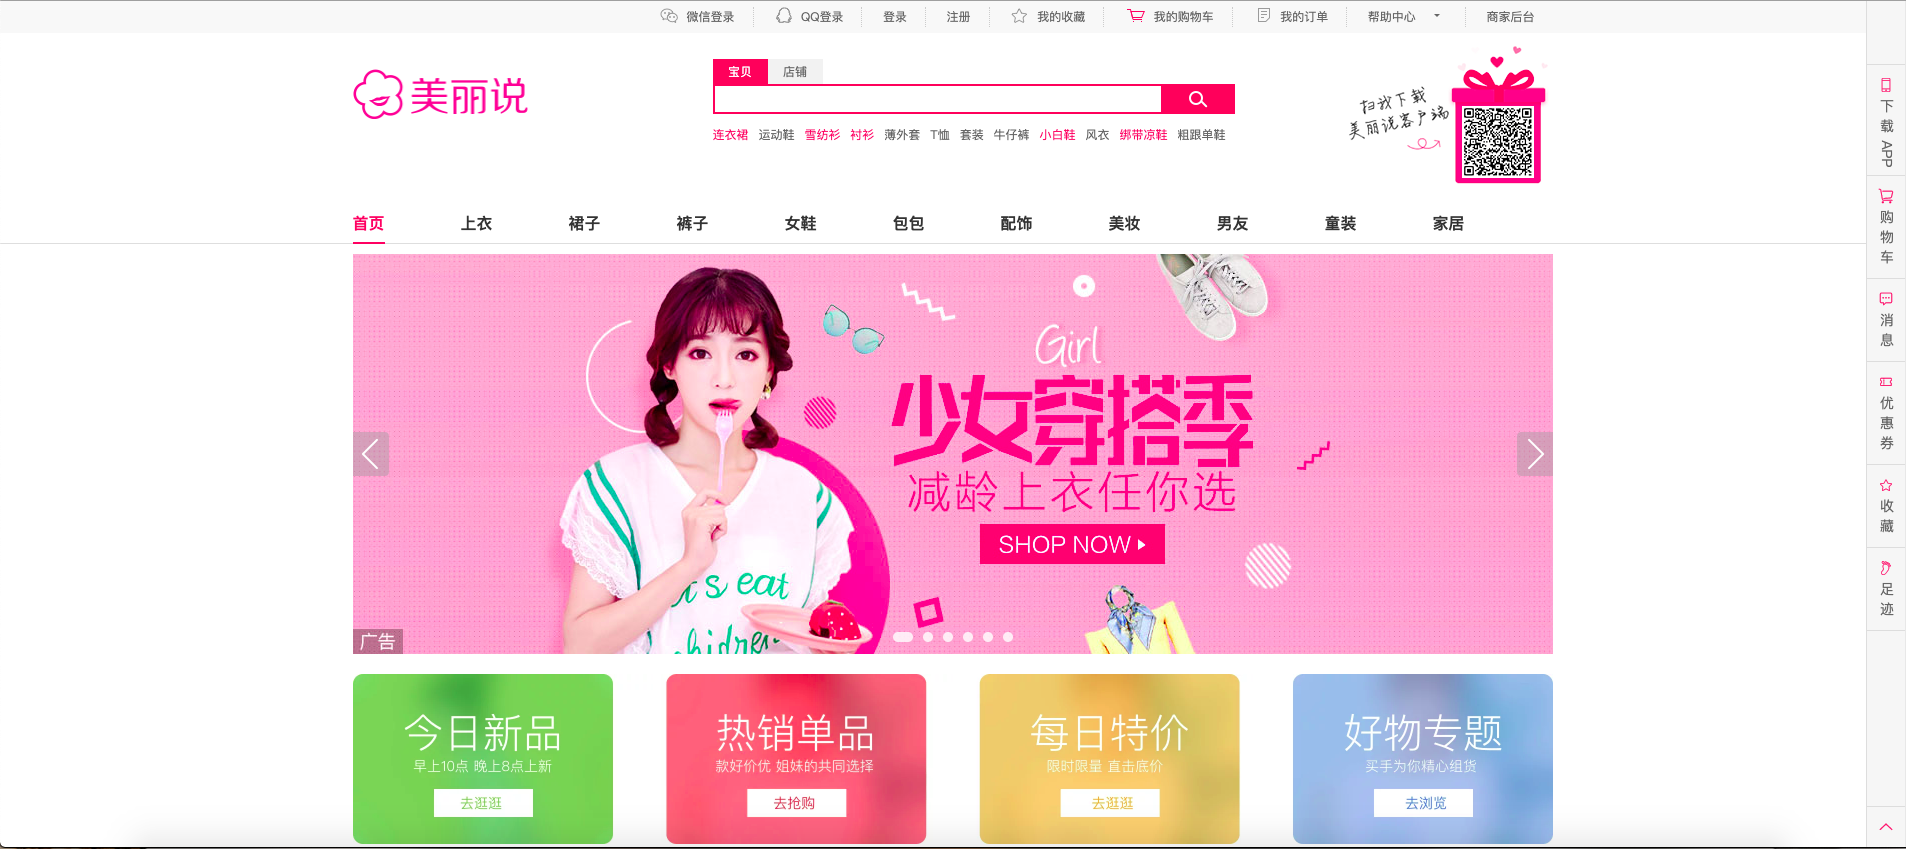 微信登录 QQ登录 登录 注册 我的收藏 我的购物车 我的订单 帮助中心 商家后台
美丽说
宝贝 店铺
连衣裙 运动鞋 雪纺衫 衬衫 薄外套 T恤 套装 牛仔裤 小白鞋 风衣 绑带凉鞋 粗跟单鞋
扫我下载
美丽说客户端
首页 上衣 裙子 裤子 女鞋 包包 配饰 美妆 男友 童装 家居
Girl
少女穿搭季
减龄上衣任你选
SHOP NOW
let's eat
children
广告
今日新品
早上10点 晚上8点上新
去逛逛
热销单品
款好价优 姐妹的共同选择
去抢购
每日特价
限时限量 直击底价
去逛逛
好物专题
买手为你精心组货
去浏览
下载APP
购物车
消息
优惠券
收藏
足迹